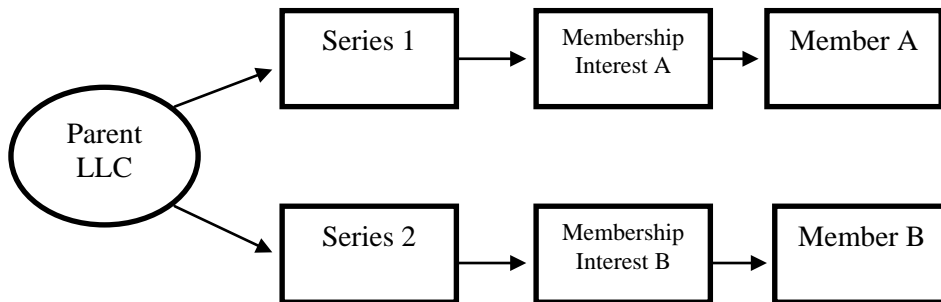 Series 1
Membership
Interest A
Member A
Parent
LLC
Series 2
Membership
Interest B
Member B